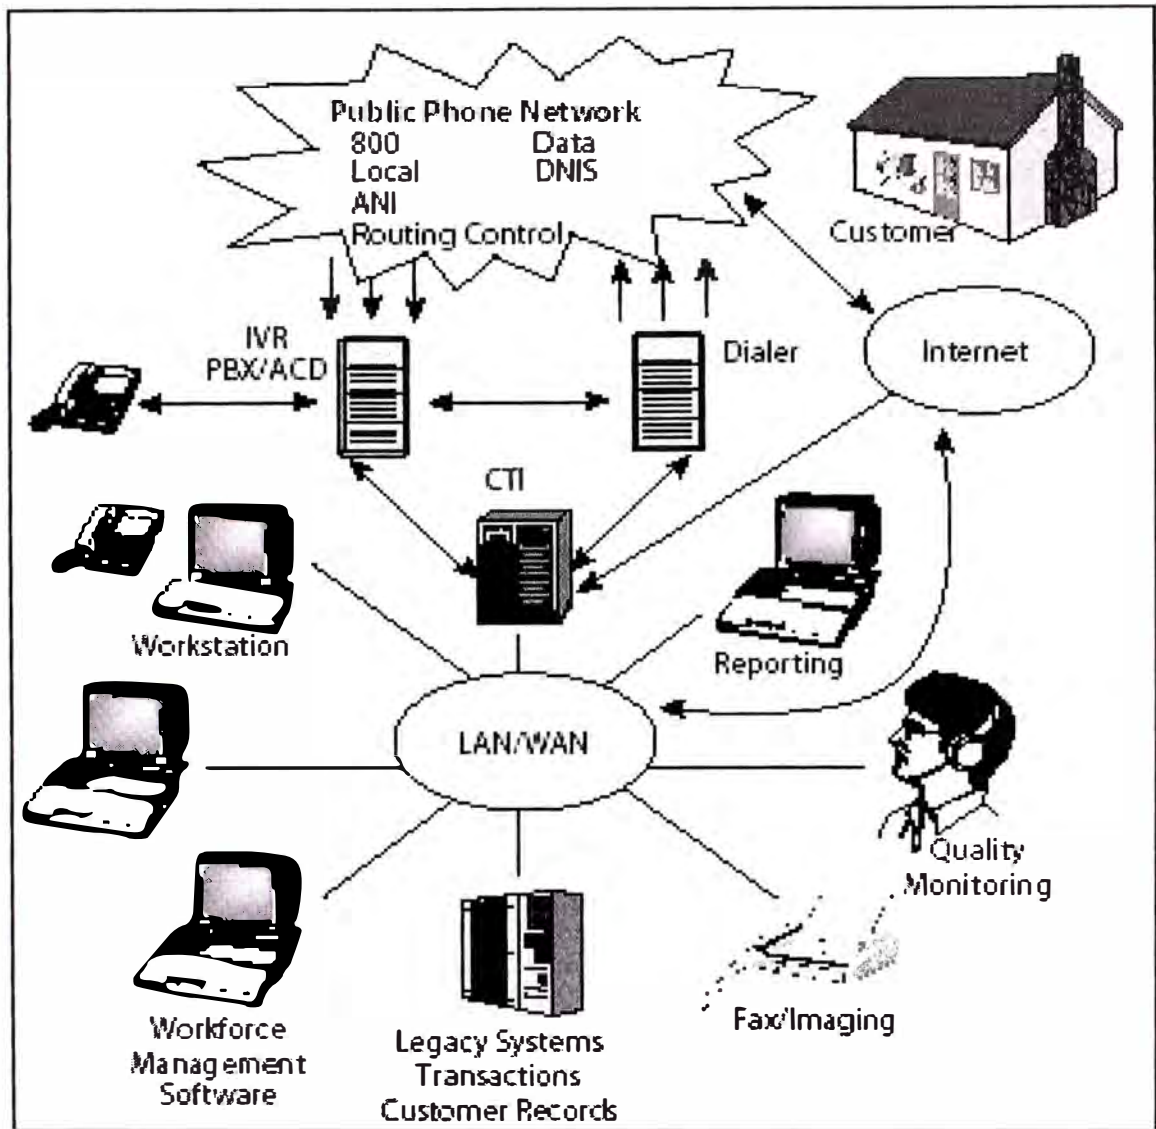 Public Phone Network
800 Data
Local DNIS
ANI
Routing Control
Customer
IVR
PBX/ACD
Dialer
Internet
CTI
Workstation
Reporting
LAN/WAN
Quality
Monitoring
Workforce
Management
Software
Legacy Systems
Transactions
Customer Records
Fax/Imaging